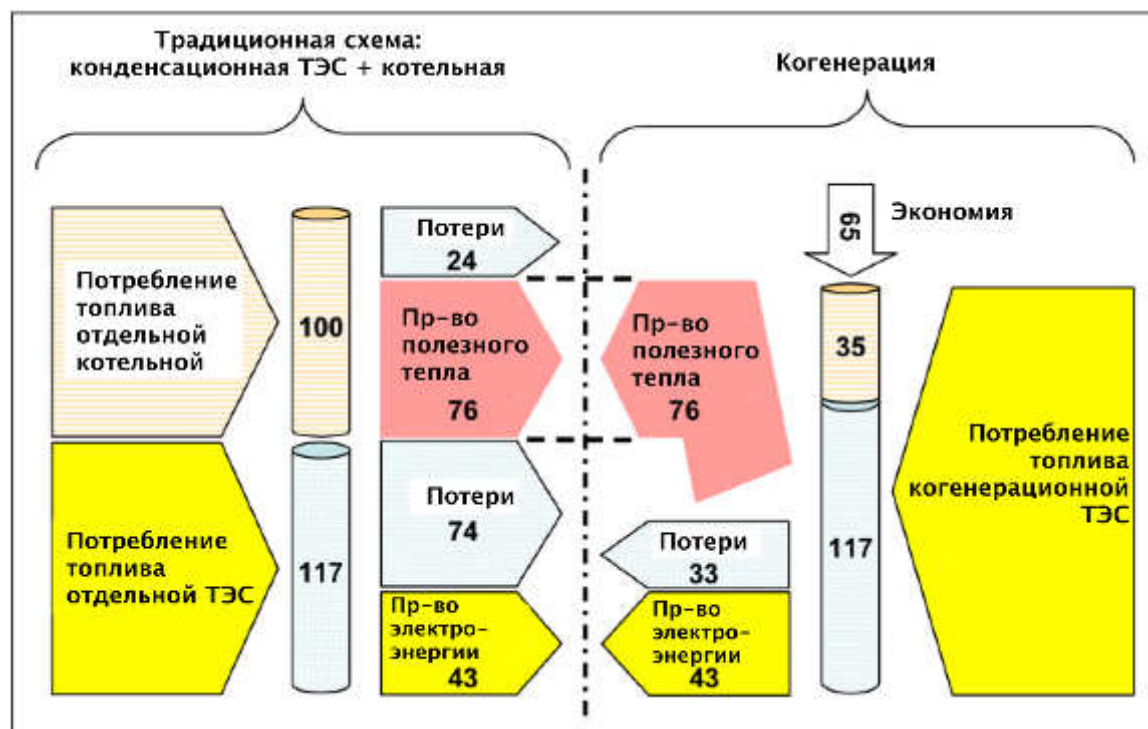 Традиционная схема:
конденсационная ТЭС + котельная
Потребление
топлива
отдельной
котельной
100
Потери
24
Пр-во
полезного
тепла
76
Потребление
топлива
отдельной ТЭС
117
Потери
74
Пр-во
электро-
энергии
43
Когенерация
65
Экономия
Пр-во
полезного
тепла
76
35
Потери
33
117
Пр-во
электро-
энергии
43
Потребление
топлива
когенерационной
ТЭС